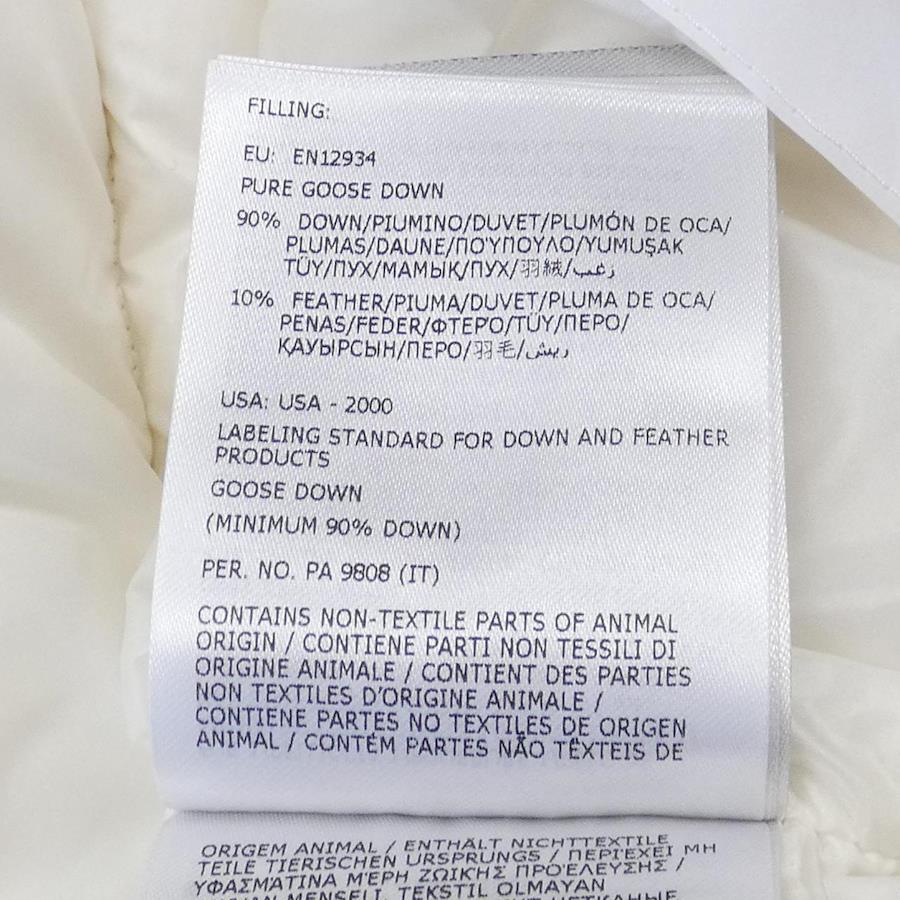 FILLING:
EU: EN12934
PURE GOOSE DOWN
90% DOWN/PIUMINO/DUVET/PLUMÓN DE OCA/
PLUMAS/DAUNE/ΠΟΎΠΟΥΛΟ/YUMUŞAK
TÜY/ПУХ/МАМЫҚ/ПУХ/羽絨/زغب
10% FEATHER/PIUMA/DUVET/PLUMA DE OCA/
PENAS/FEDER/ΦΤΕΡΌ/TÜY/ПЕРО/
ҚАУЫРСЫН/ПЕРО/羽毛/ريش
USA: USA - 2000
LABELING STANDARD FOR DOWN AND FEATHER
PRODUCTS
GOOSE DOWN
(MINIMUM 90% DOWN)
PER. NO. PA 9808 (IT)
CONTAINS NON-TEXTILE PARTS OF ANIMAL
ORIGIN / CONTIENE PARTI NON TESSILI DI
ORIGINE ANIMALE / CONTIENT DES PARTIES
NON TEXTILES D'ORIGINE ANIMALE /
CONTIENE PARTES NO TEXTILES DE ORIGEN
ANIMAL / CONTÉM PARTES NÃO TÊXTEIS DE
ORIGEM ANIMAL / ENTHÄLT NICHTTEXTILE
TEILE TIERISCHEN URSPRUNGS / ΠΕΡΙΈΧΕΙ ΜΗ
ΥΦΑΣΜΆΤΙΝΑ ΜΈΡΗ ΖΩΙΚΉΣ ΠΡΟΈΛΕΥΣΗΣ /
MENŞELİ, TEKSTİL OLMAYAN